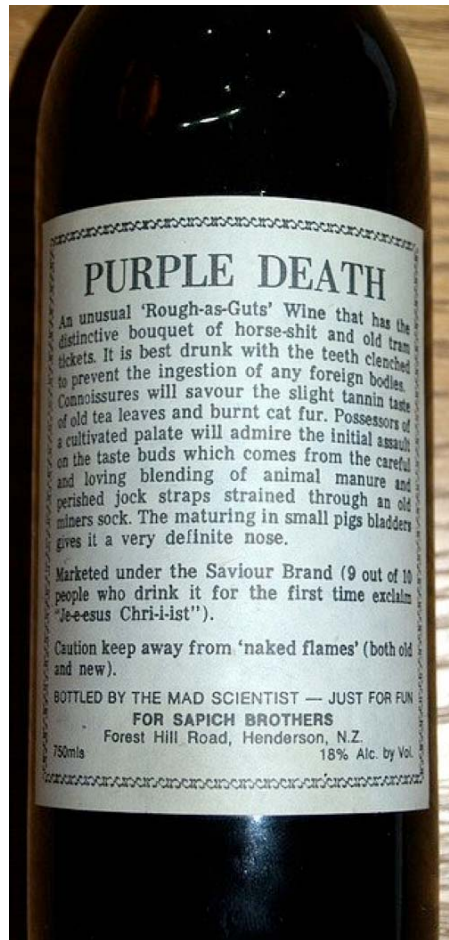 PURPLE DEATH
An unusual 'Rough-as-Guts' Wine that has the
distinctive bouquet of horse-shit and old tram
tickets. It is best drunk with the teeth clenched
to prevent the ingestion of any foreign bodies.
Connoissures will savour the slight tannin taste
of old tea leaves and burnt cat fur. Possessors of
a cultivated palate will admire the initial assault
on the taste buds which comes from the careful
and loving blending of animal manure and
perished jock straps strained through an old
miners sock. The maturing in small pigs bladders
gives it a very definite nose.
Marketed under the Saviour Brand (9 out of 10
people who drink it for the first time exclaim
"Je-e-esus Chri-i-ist").
Caution keep away from 'naked flames' (both old
and new).
BOTTLED BY THE MAD SCIENTIST — JUST FOR FUN
FOR SAPICH BROTHERS
Forest Hill Road, Henderson, N.Z.
750mls 18% Alc. by Vol.